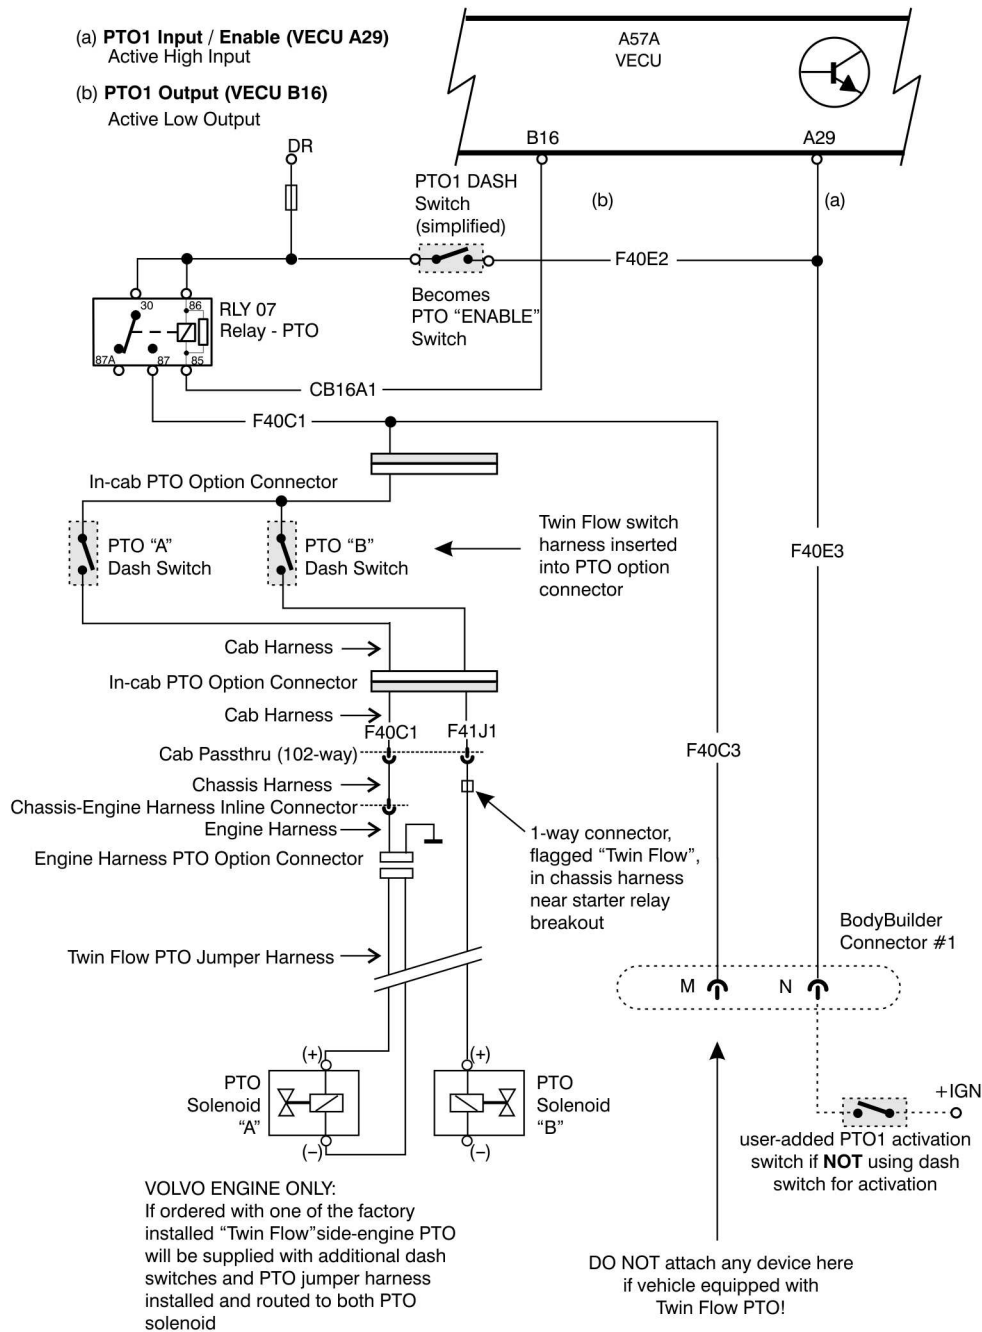 (a) PTO1 Input / Enable (VECU A29)
Active High Input
(b) PTO1 Output (VECU B16)
Active Low Output
A57A
VECU
B16
A29
DR
PTO1 DASH
Switch
(simplified)
(b)
(a)
F40E2
Becomes
PTO “ENABLE”
Switch
30
86
RLY 07
Relay - PTO
87A
87
85
CB16A1
F40C1
In-cab PTO Option Connector
PTO “A”
Dash Switch
PTO “B”
Dash Switch
Twin Flow switch
harness inserted
into PTO option
connector
F40E3
Cab Harness
In-cab PTO Option Connector
Cab Harness
F40C1
F41J1
Cab Passthru (102-way)
F40C3
Chassis Harness
Chassis-Engine Harness Inline Connector
Engine Harness
Engine Harness PTO Option Connector
1-way connector,
flagged “Twin Flow”,
in chassis harness
near starter relay
breakout
BodyBuilder
Connector #1
Twin Flow PTO Jumper Harness
M
N
(+)
(+)
PTO
Solenoid
“A”
PTO
Solenoid
“B”
(–)
(–)
+IGN
user-added PTO1 activation
switch if NOT using dash
switch for activation
VOLVO ENGINE ONLY:
If ordered with one of the factory
installed “Twin Flow”side-engine PTO
will be supplied with additional dash
switches and PTO jumper harness
installed and routed to both PTO
solenoid
DO NOT attach any device here
if vehicle equipped with
Twin Flow PTO!